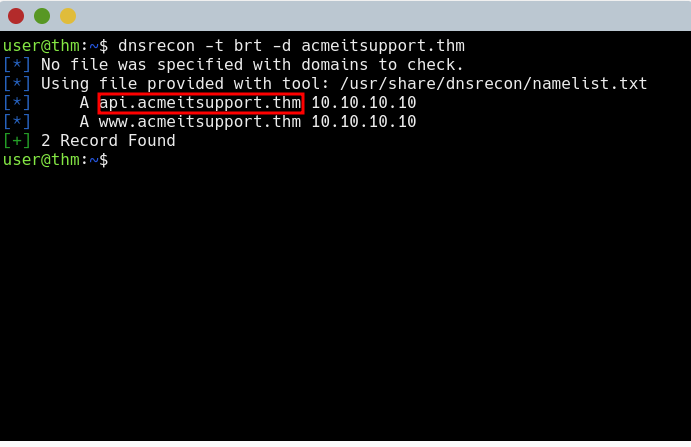 user@thm:~$ dnsrecon -t brt -d acmeitsupport.thm
[*] No file was specified with domains to check.
[*] Using file provided with tool: /usr/share/dnsrecon/namelist.txt
[*]     A api.acmeitsupport.thm 10.10.10.10
[*]     A www.acmeitsupport.thm 10.10.10.10
[+] 2 Record Found
user@thm:~$